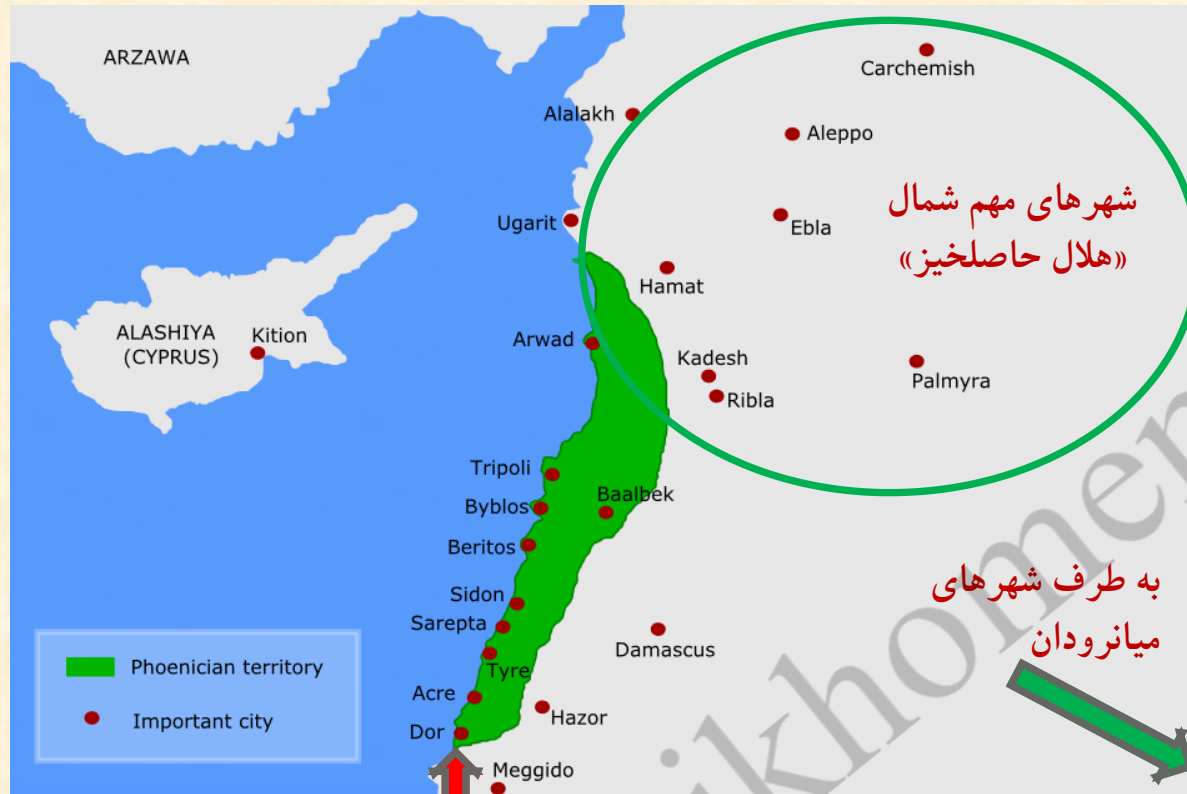 ARZAWA
Carchemish
Alalakh
Aleppo
شهرهای مهم شمال
«هلال حاصلخیز»
Ugarit
Ebla
Hamat
ALASHIYA
(CYPRUS)
Kition
Arwad
Kadesh
Ribla
Palmyra
Tripoli
Byblos
Baalbek
Beritos
به طرف شهرهای
میانرودان
Sidon
Sarepta
Damascus
Tyre
Phoenician territory
Acre
Important city
Hazor
Dor
Meggido